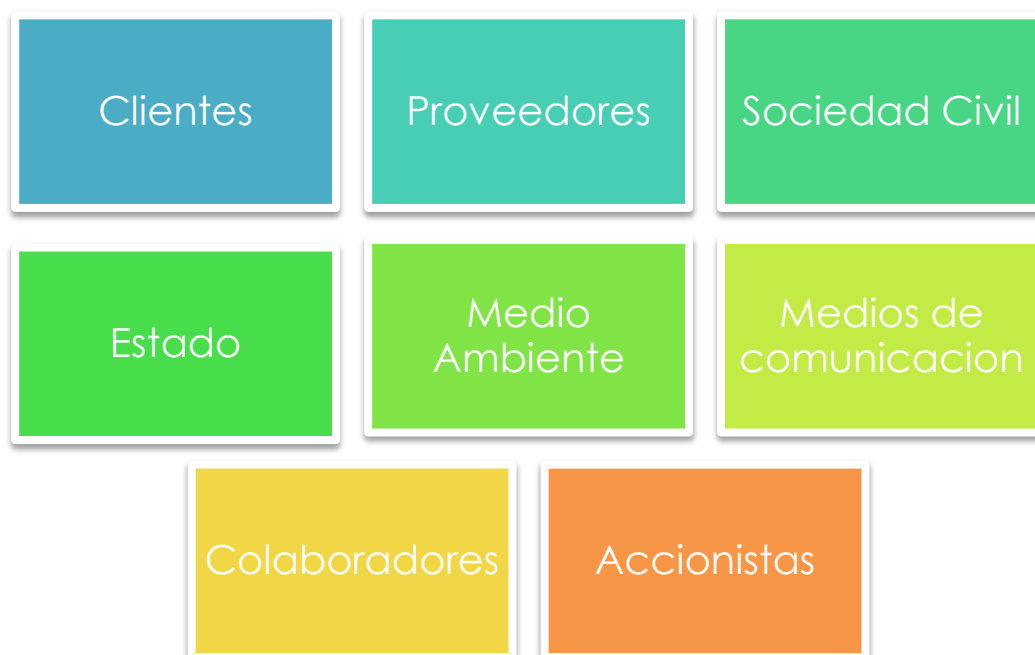 Clientes
Proveedores
Sociedad Civil
Estado
Medio
Ambiente
Medios de
comunicacion
Colaboradores
Accionistas